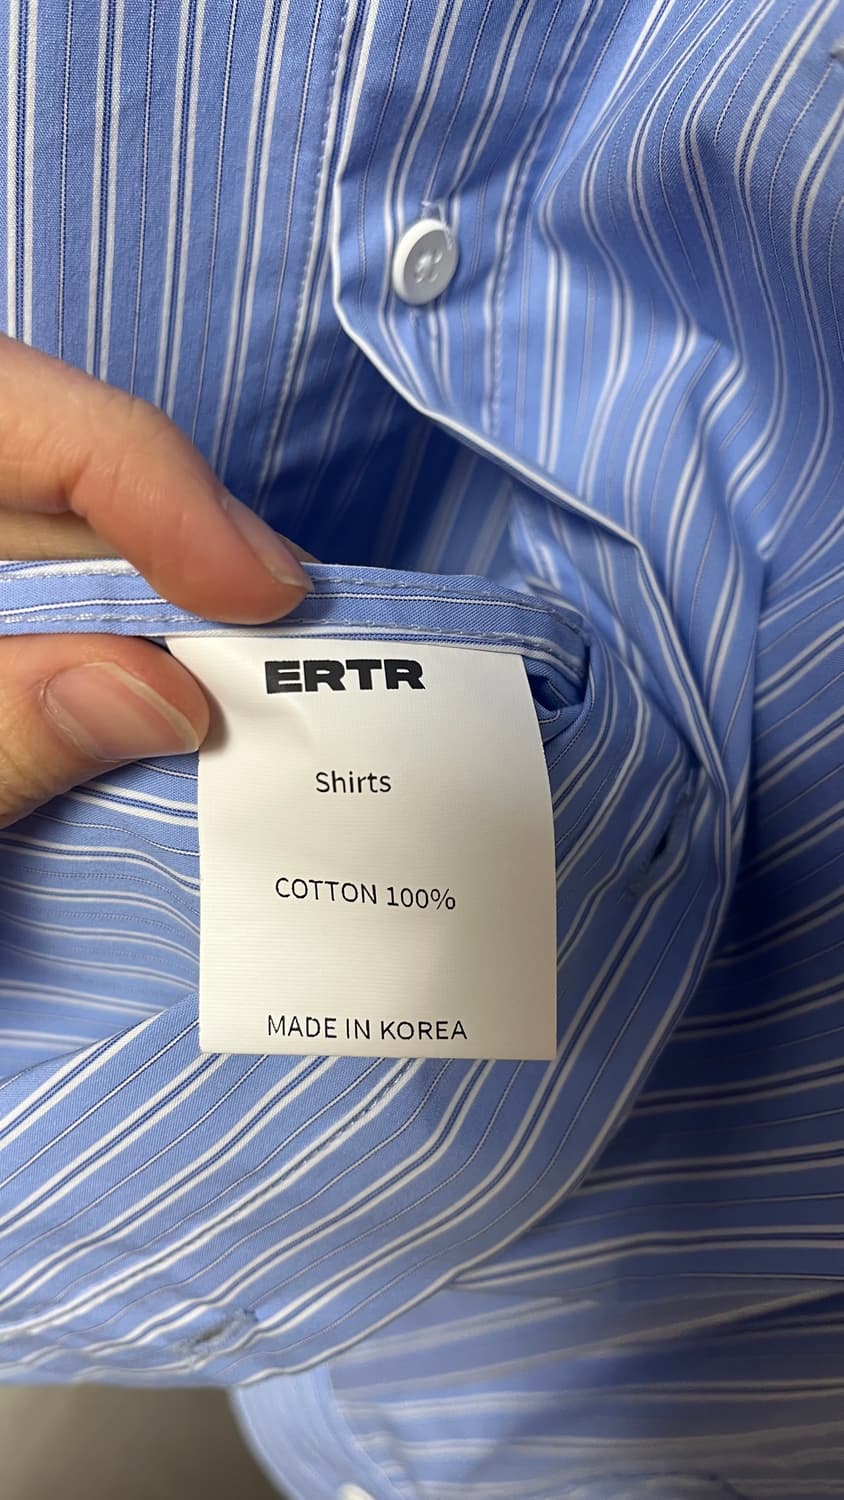 ERTR
Shirts
COTTON 100%
MADE IN KOREA